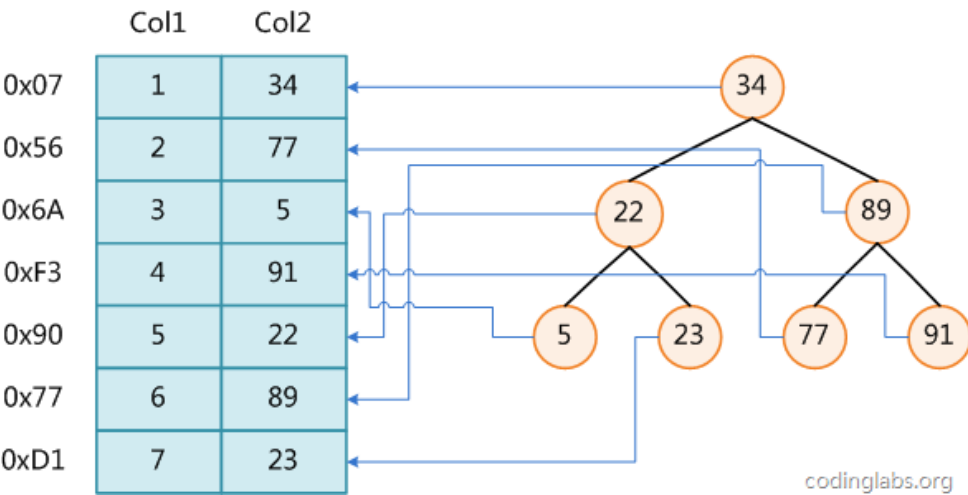 Col1 Col2
0x07 1 34 34
0x56 2 77
0x6A 3 5 22 89
0xF3 4 91
0x90 5 22 5 23 77 91
0x77 6 89
0xD1 7 23
codinglabs.org